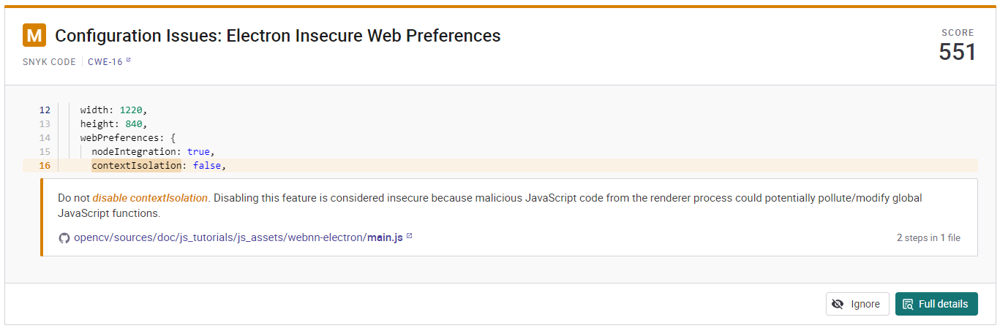 M Configuration Issues: Electron Insecure Web Preferences
SCORE
551
SNYK CODE CWE-16
12 width: 1220,
13 height: 840,
14 webPreferences: {
15 nodeIntegration: true,
16 contextIsolation: false,
Do not disable contextIsolation. Disabling this feature is considered insecure because malicious JavaScript code from the renderer process could potentially pollute/modify global
JavaScript functions.
opencv/sources/doc/js_tutorials/js_assets/webnn-electron/main.js
2 steps in 1 file
Ignore
Full details